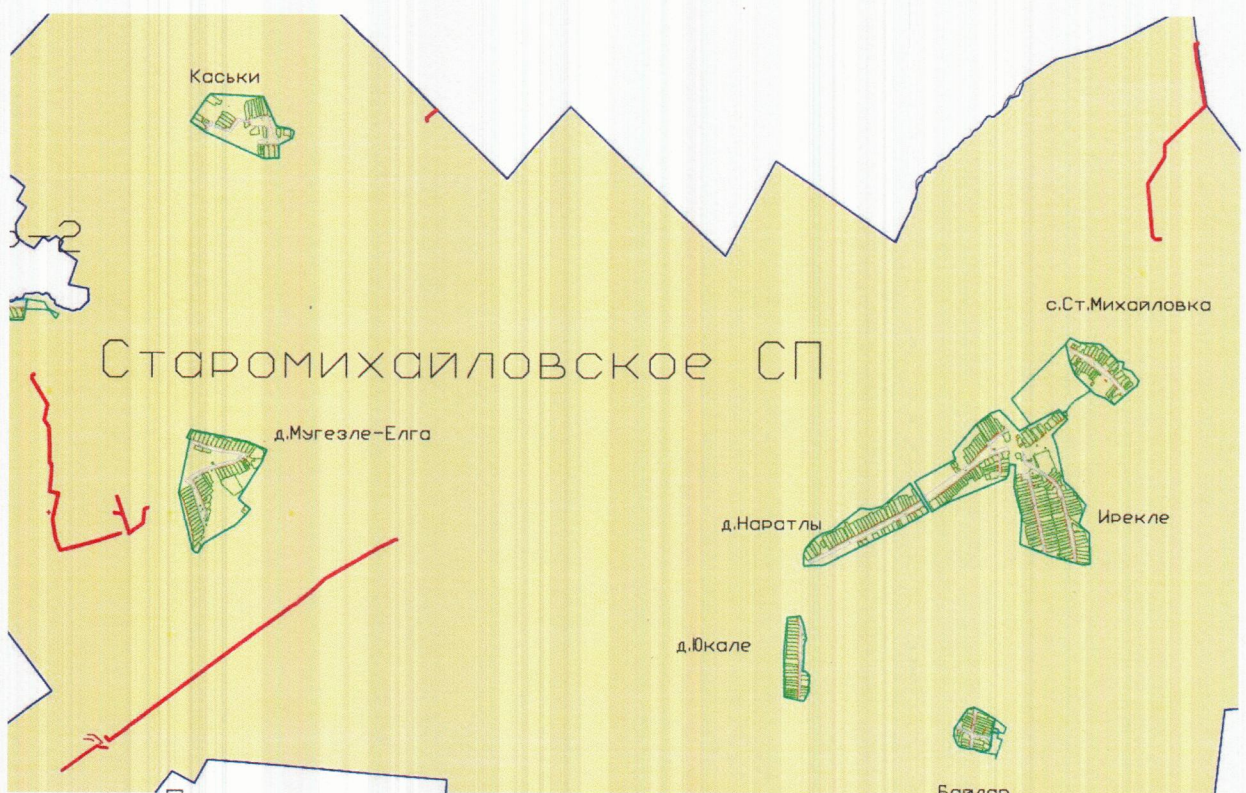 Каськи
с.Ст.Михайловка
Старомихайловское СП
д.Мугезле-Елга
д.Наратлы
Ирекле
д.Юкале